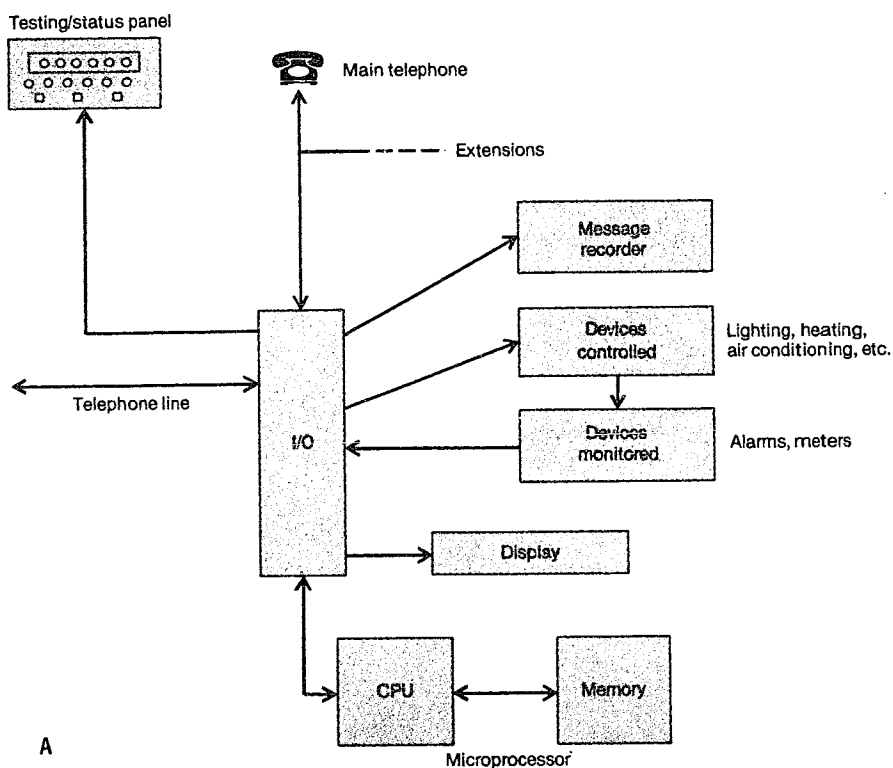 Testing/status panel
Main telephone
Extensions
Message
recorder
Devices
controlled
Lighting, heating,
air conditioning, etc.
Telephone line
I/O
Devices
monitored
Alarms, meters
Display
CPU
Memory
A
Microprocessor